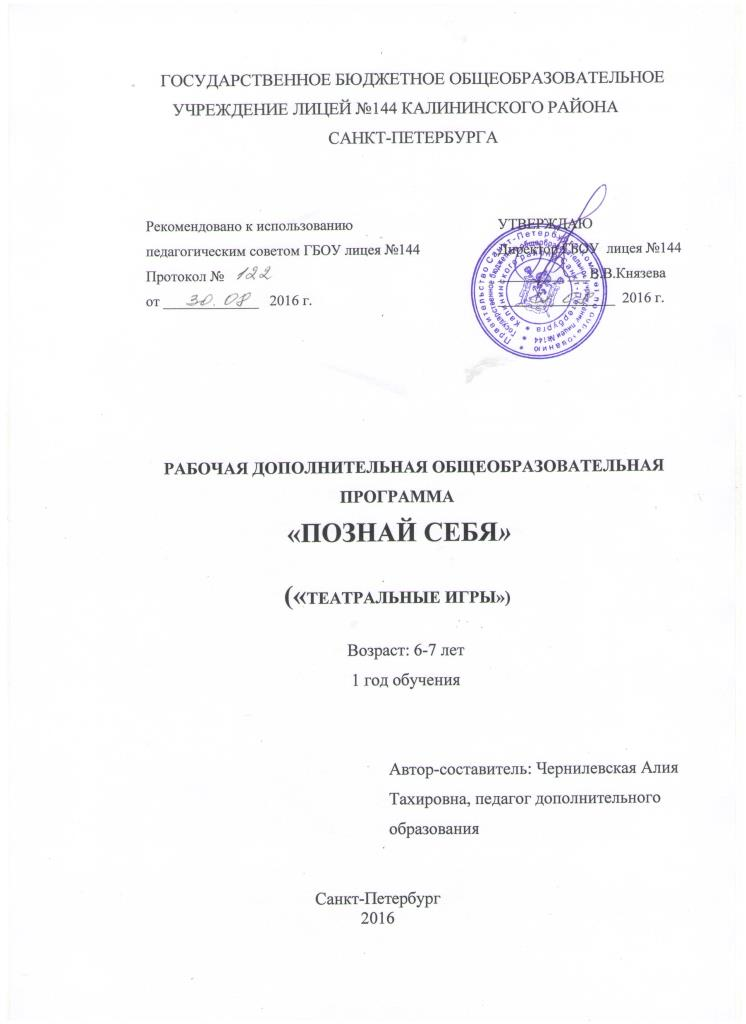 ГОСУДАРСТВЕННОЕ БЮДЖЕТНОЕ ОБЩЕОБРАЗОВАТЕЛЬНОЕ
УЧРЕЖДЕНИЕ ЛИЦЕЙ №144 КАЛИНИНСКОГО РАЙОНА
САНКТ-ПЕТЕРБУРГА
Рекомендовано к использованию
педагогическим советом ГБОУ лицея №144
Протокол № 122
от 30.08 2016 г.
УТВЕРЖДАЮ
Директор ГБОУ лицея №144
В.В.Князева
2016 г.
РАБОЧАЯ ДОПОЛНИТЕЛЬНАЯ ОБЩЕОБРАЗОВАТЕЛЬНАЯ
ПРОГРАММА
«ПОЗНАЙ СЕБЯ»
(«ТЕАТРАЛЬНЫЕ ИГРЫ»)
Возраст: 6-7 лет
1 год обучения
Автор-составитель: Чернилевская Алия
Тахировна, педагог дополнительного
образования
Санкт-Петербург
2016